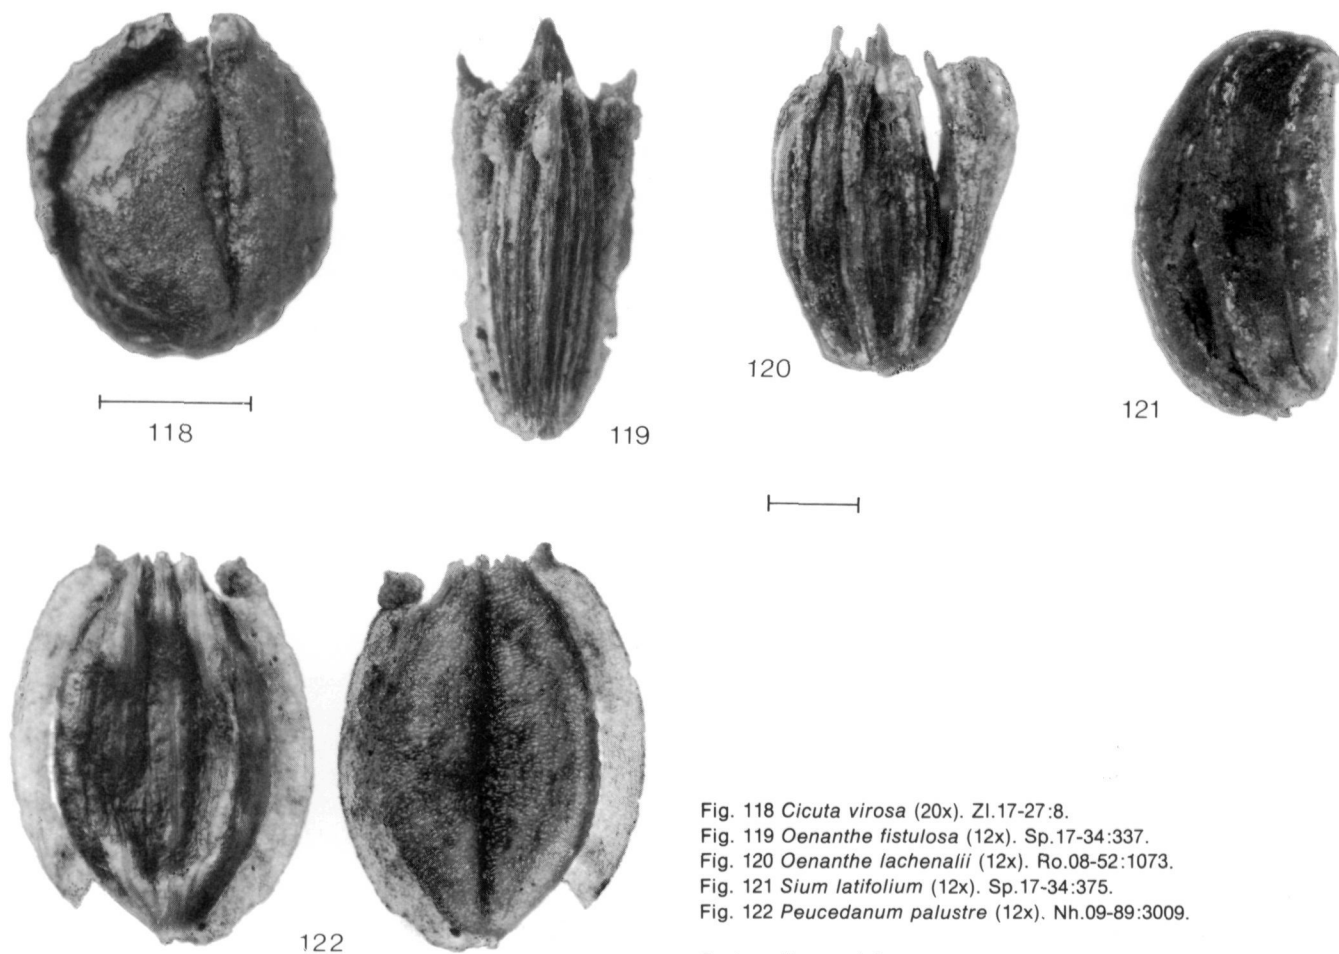 118
119
120
121
122
Fig. 118 Cicuta virosa (20x). Zl.17-27:8.
Fig. 119 Oenanthe fistulosa (12x). Sp.17-34:337.
Fig. 120 Oenanthe lachenalii (12x). Ro.08-52:1073.
Fig. 121 Sium latifolium (12x). Sp.17-34:375.
Fig. 122 Peucedanum palustre (12x). Nh.09-89:3009.